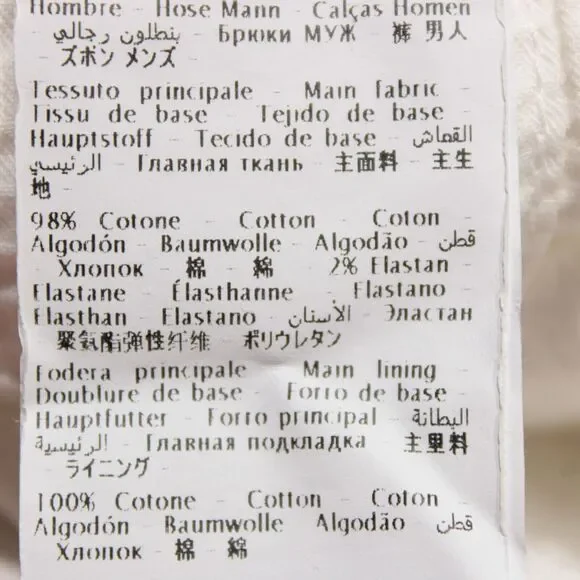 Hombre - Hose Mann - Calças Homen
- بنطلون رجالي - Брюки МУЖ - 裤 男人
- ズボン メンズ -
Tessuto principale - Main fabric -
Tissu de base - Tejido de base -
Hauptstoff - Tecido de base - القماش
الرئيسي - Главная ткань - 主面料 - 主生
地 -
98% Cotone - Cotton - Coton -
Algodón - Baumwolle - Algodão - قطن
- Хлопок - 棉 - 綿 2% Elastan -
Elastane - Élasthanne - Elastano -
Elasthan - Elastano - الأسنان - Эластан
- 聚氨酯弹性纤维 - ポリウレタン
Fodera principale - Main lining -
Doublure de base - Forro de base -
Hauptfutter - Forro principal - البطانة
الرئيسية - Главная подкладка - 主里料
- ライニング -
100% Cotone - Cotton - Coton -
Algodón - Baumwolle Algodão - قطن
- Хлопок - 棉 - 綿